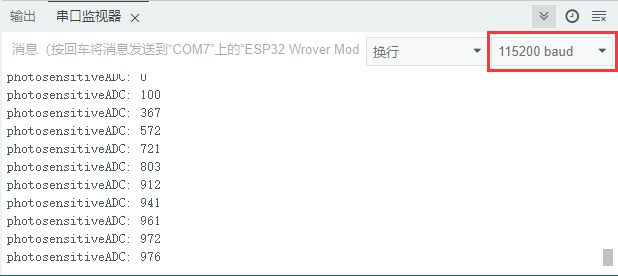 输出 串口监视器
消息（按回车将消息发送到“COM7”上的“ESP32 Wrover Mod 换行 115200 baud
photosensitiveADC: 0
photosensitiveADC: 100
photosensitiveADC: 367
photosensitiveADC: 572
photosensitiveADC: 721
photosensitiveADC: 803
photosensitiveADC: 912
photosensitiveADC: 941
photosensitiveADC: 961
photosensitiveADC: 972
photosensitiveADC: 976